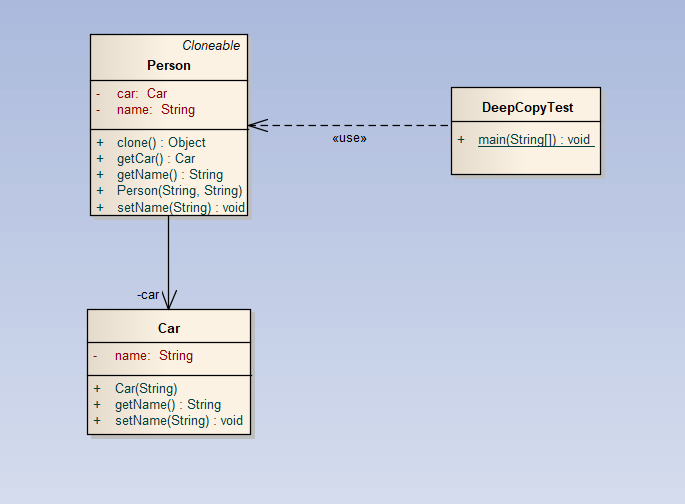 Cloneable
Person
- car: Car
- name: String
+ clone() : Object
+ getCar() : Car
+ getName() : String
+ Person(String, String)
+ setName(String) : void
DeepCopyTest
+ main(String[]) : void
«use»
-car
Car
- name: String
+ Car(String)
+ getName() : String
+ setName(String) : void